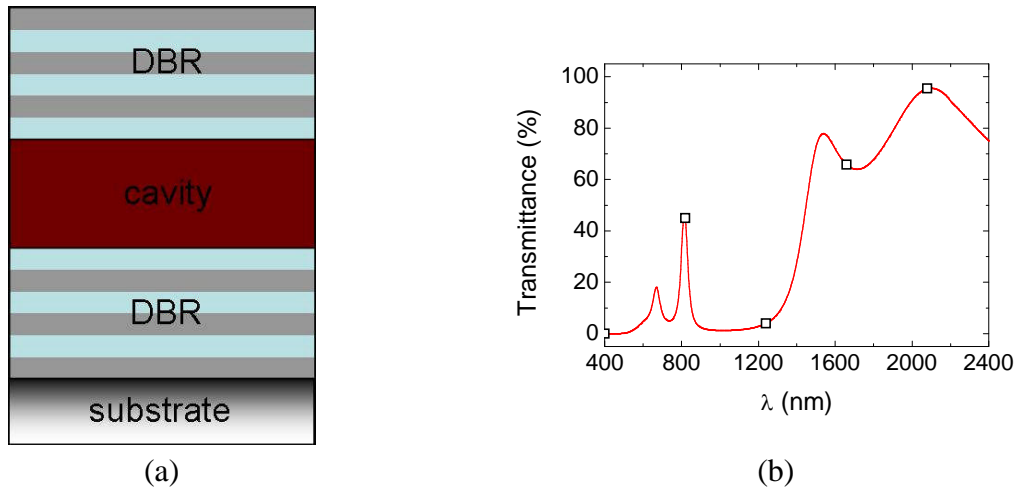 DBR
cavity
DBR
substrate
(a)
Transmittance (%)
100
80
60
40
20
0
400 800 1200 1600 2000 2400
λ (nm)
(b)